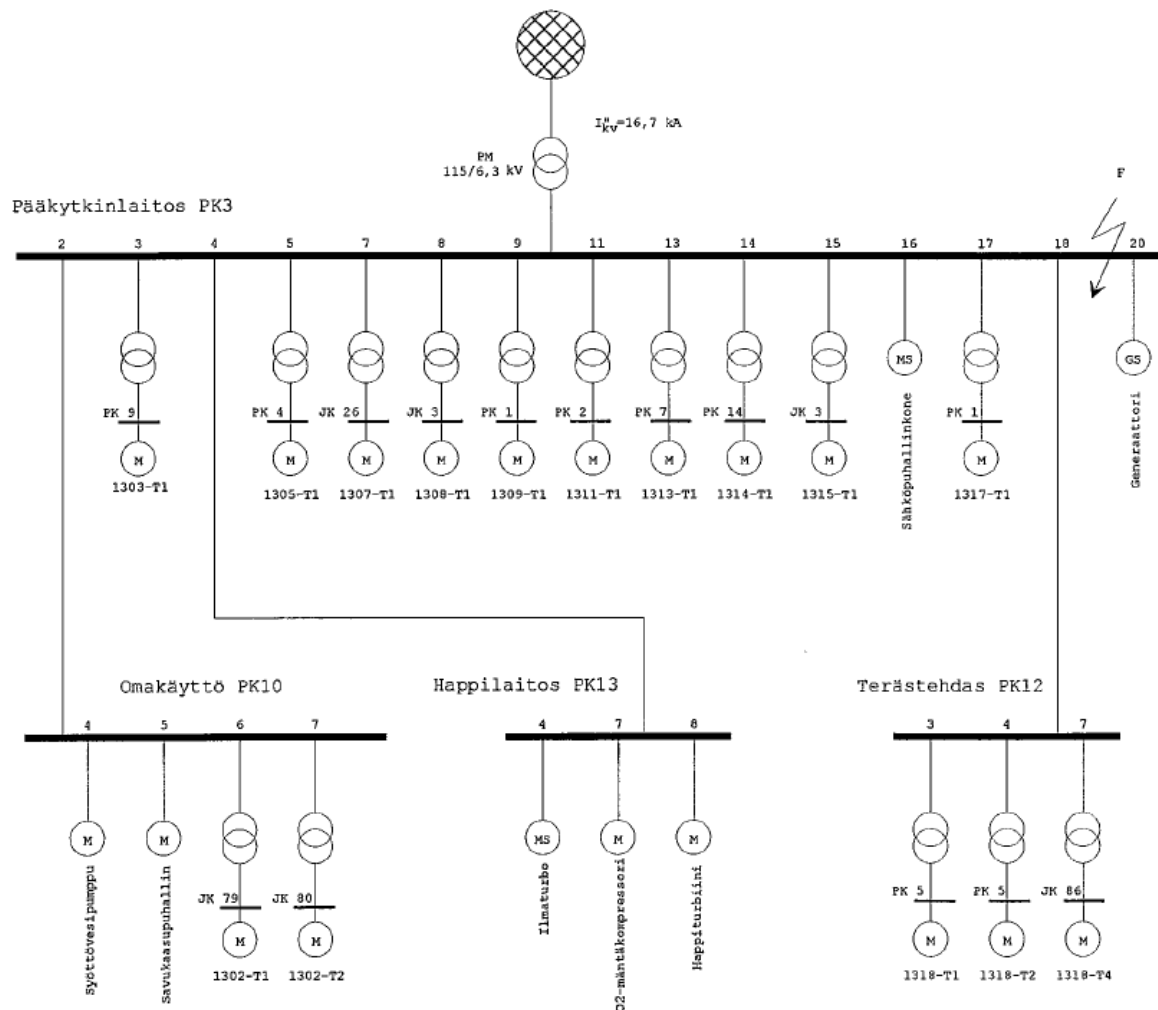 I"kv=16,7 kA
PM
115/6,3 kV
F
Pääkytkinlaitos PK3
2 3 4 5 7 8 9 11 13 14 15 16 17 18 20
MS
GS
PK 9 PK 4 JK 26 JK 3 PK 1 PK 2 PK 7 PK 14 JK 3 PK 1
M M M M M M M M M M
1303-T1 1305-T1 1307-T1 1308-T1 1309-T1 1311-T1 1313-T1 1314-T1 1315-T1 1317-T1
Sähköpuhallinkone
Generaattori
Omakäyttö PK10
4 5 6 7
M M
JK 79 JK 80
M M
1302-T1 1302-T2
Syöttövesipumppu
Savukaasupuhallin
Happilaitos PK13
4 7 8
MS M M
Ilmaturbo
O2-mäntäkompressori
Happiturbiini
Terästehdas PK12
3 4 7
PK 5 PK 5 JK 86
M M M
1318-T1 1318-T2 1318-T4